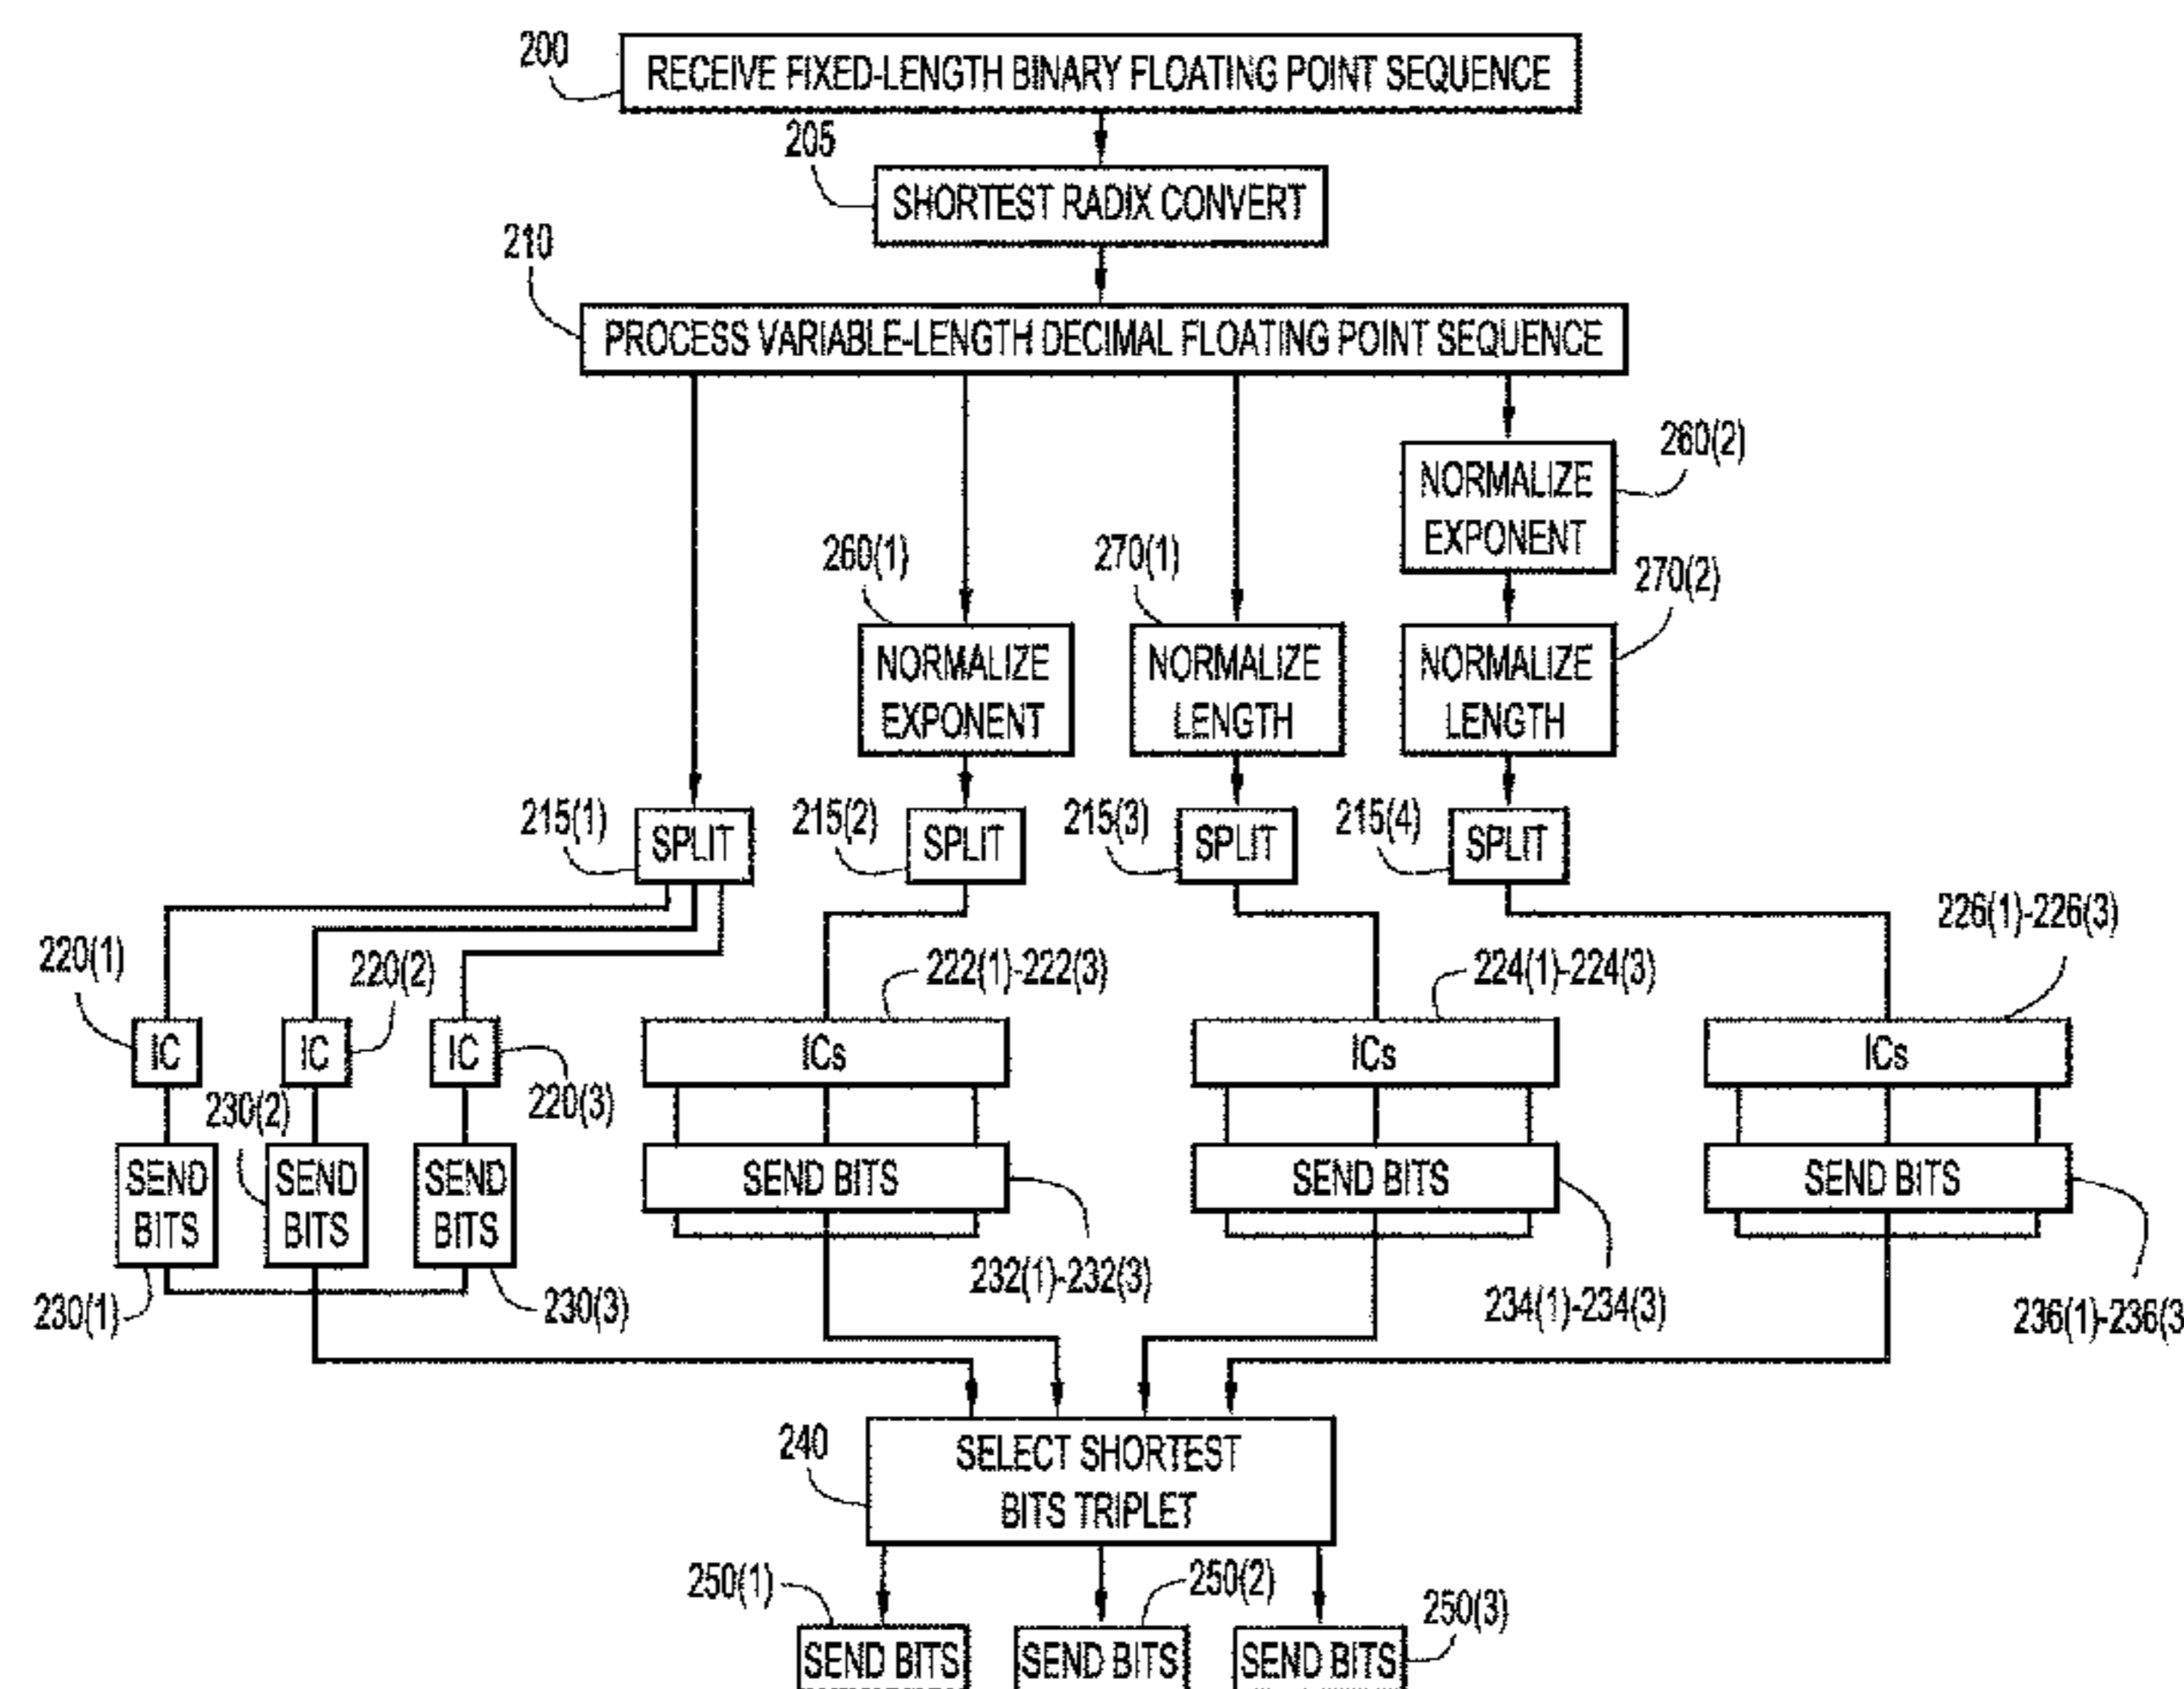 200
RECEIVE FIXED-LENGTH BINARY FLOATING POINT SEQUENCE
205
SHORTEST RADIX CONVERT
210
PROCESS VARIABLE-LENGTH DECIMAL FLOATING POINT SEQUENCE
260(2)
NORMALIZE
EXPONENT
260(1)
270(1)
270(2)
NORMALIZE
EXPONENT
NORMALIZE
LENGTH
NORMALIZE
LENGTH
215(1)
SPLIT
215(2)
SPLIT
215(3)
SPLIT
215(4)
SPLIT
220(1)
220(2)
222(1)-222(3)
224(1)-224(3)
226(1)-226(3)
IC
IC
IC
220(3)
ICs
ICs
ICs
230(2)
SEND
BITS
SEND
BITS
SEND
BITS
SEND BITS
SEND BITS
SEND BITS
230(1)
230(3)
232(1)-232(3)
234(1)-234(3)
236(1)-236(3
240
SELECT SHORTEST
BITS TRIPLET
250(1)
250(2)
250(3)
SEND BITS
SEND BITS
SEND BITS